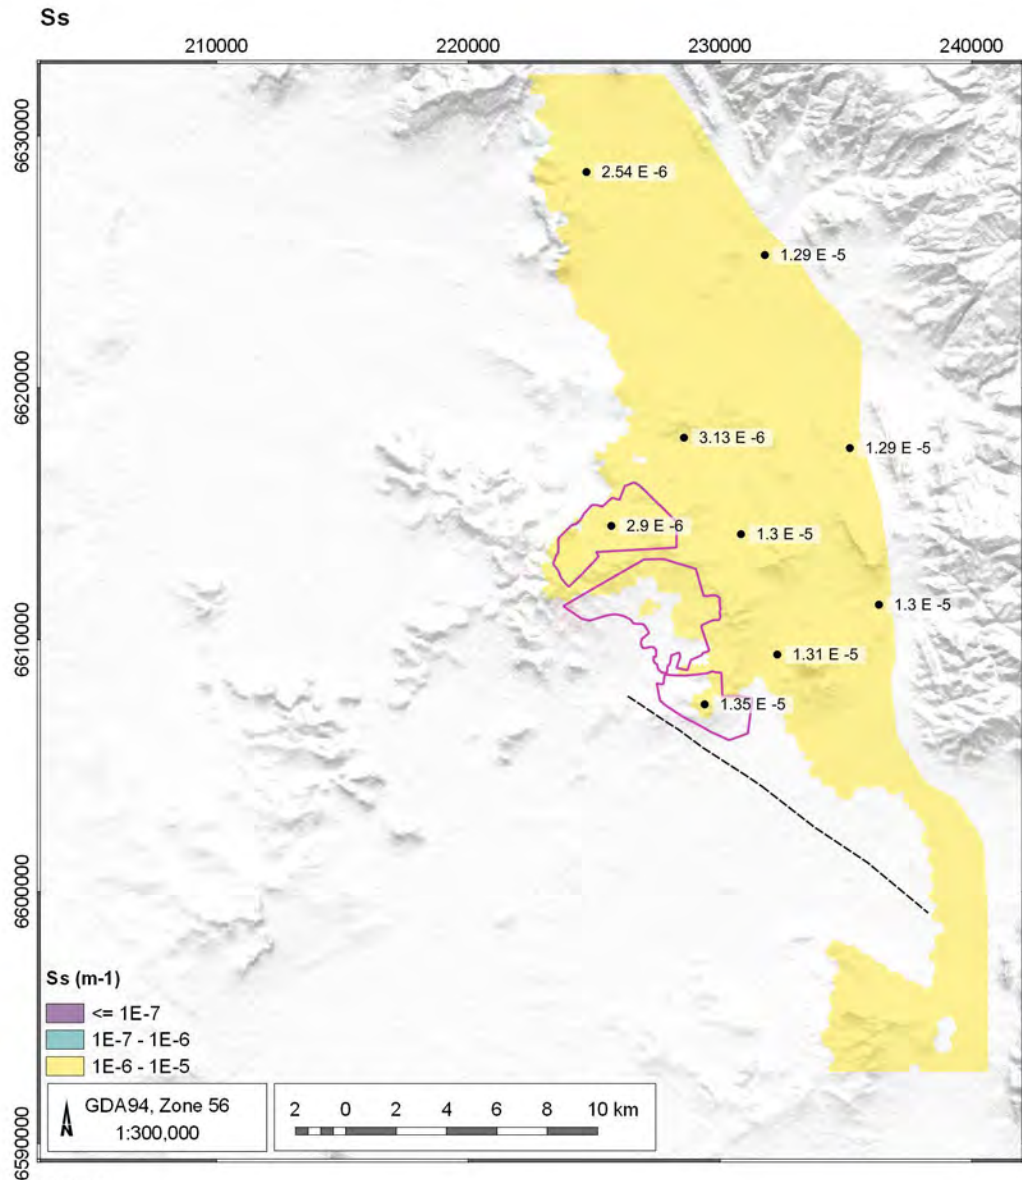 Ss
210000 220000 230000 240000
6630000
2.54 E -6
1.29 E -5
6620000
3.13 E -6
1.29 E -5
2.9 E -6
1.3 E -5
1.3 E -5
6610000
1.31 E -5
1.35 E -5
6600000
Ss (m-1)
<= 1E-7
1E-7 - 1E-6
1E-6 - 1E-5
N
GDA94, Zone 56
1:300,000
2 0 2 4 6 8 10 km
6590000